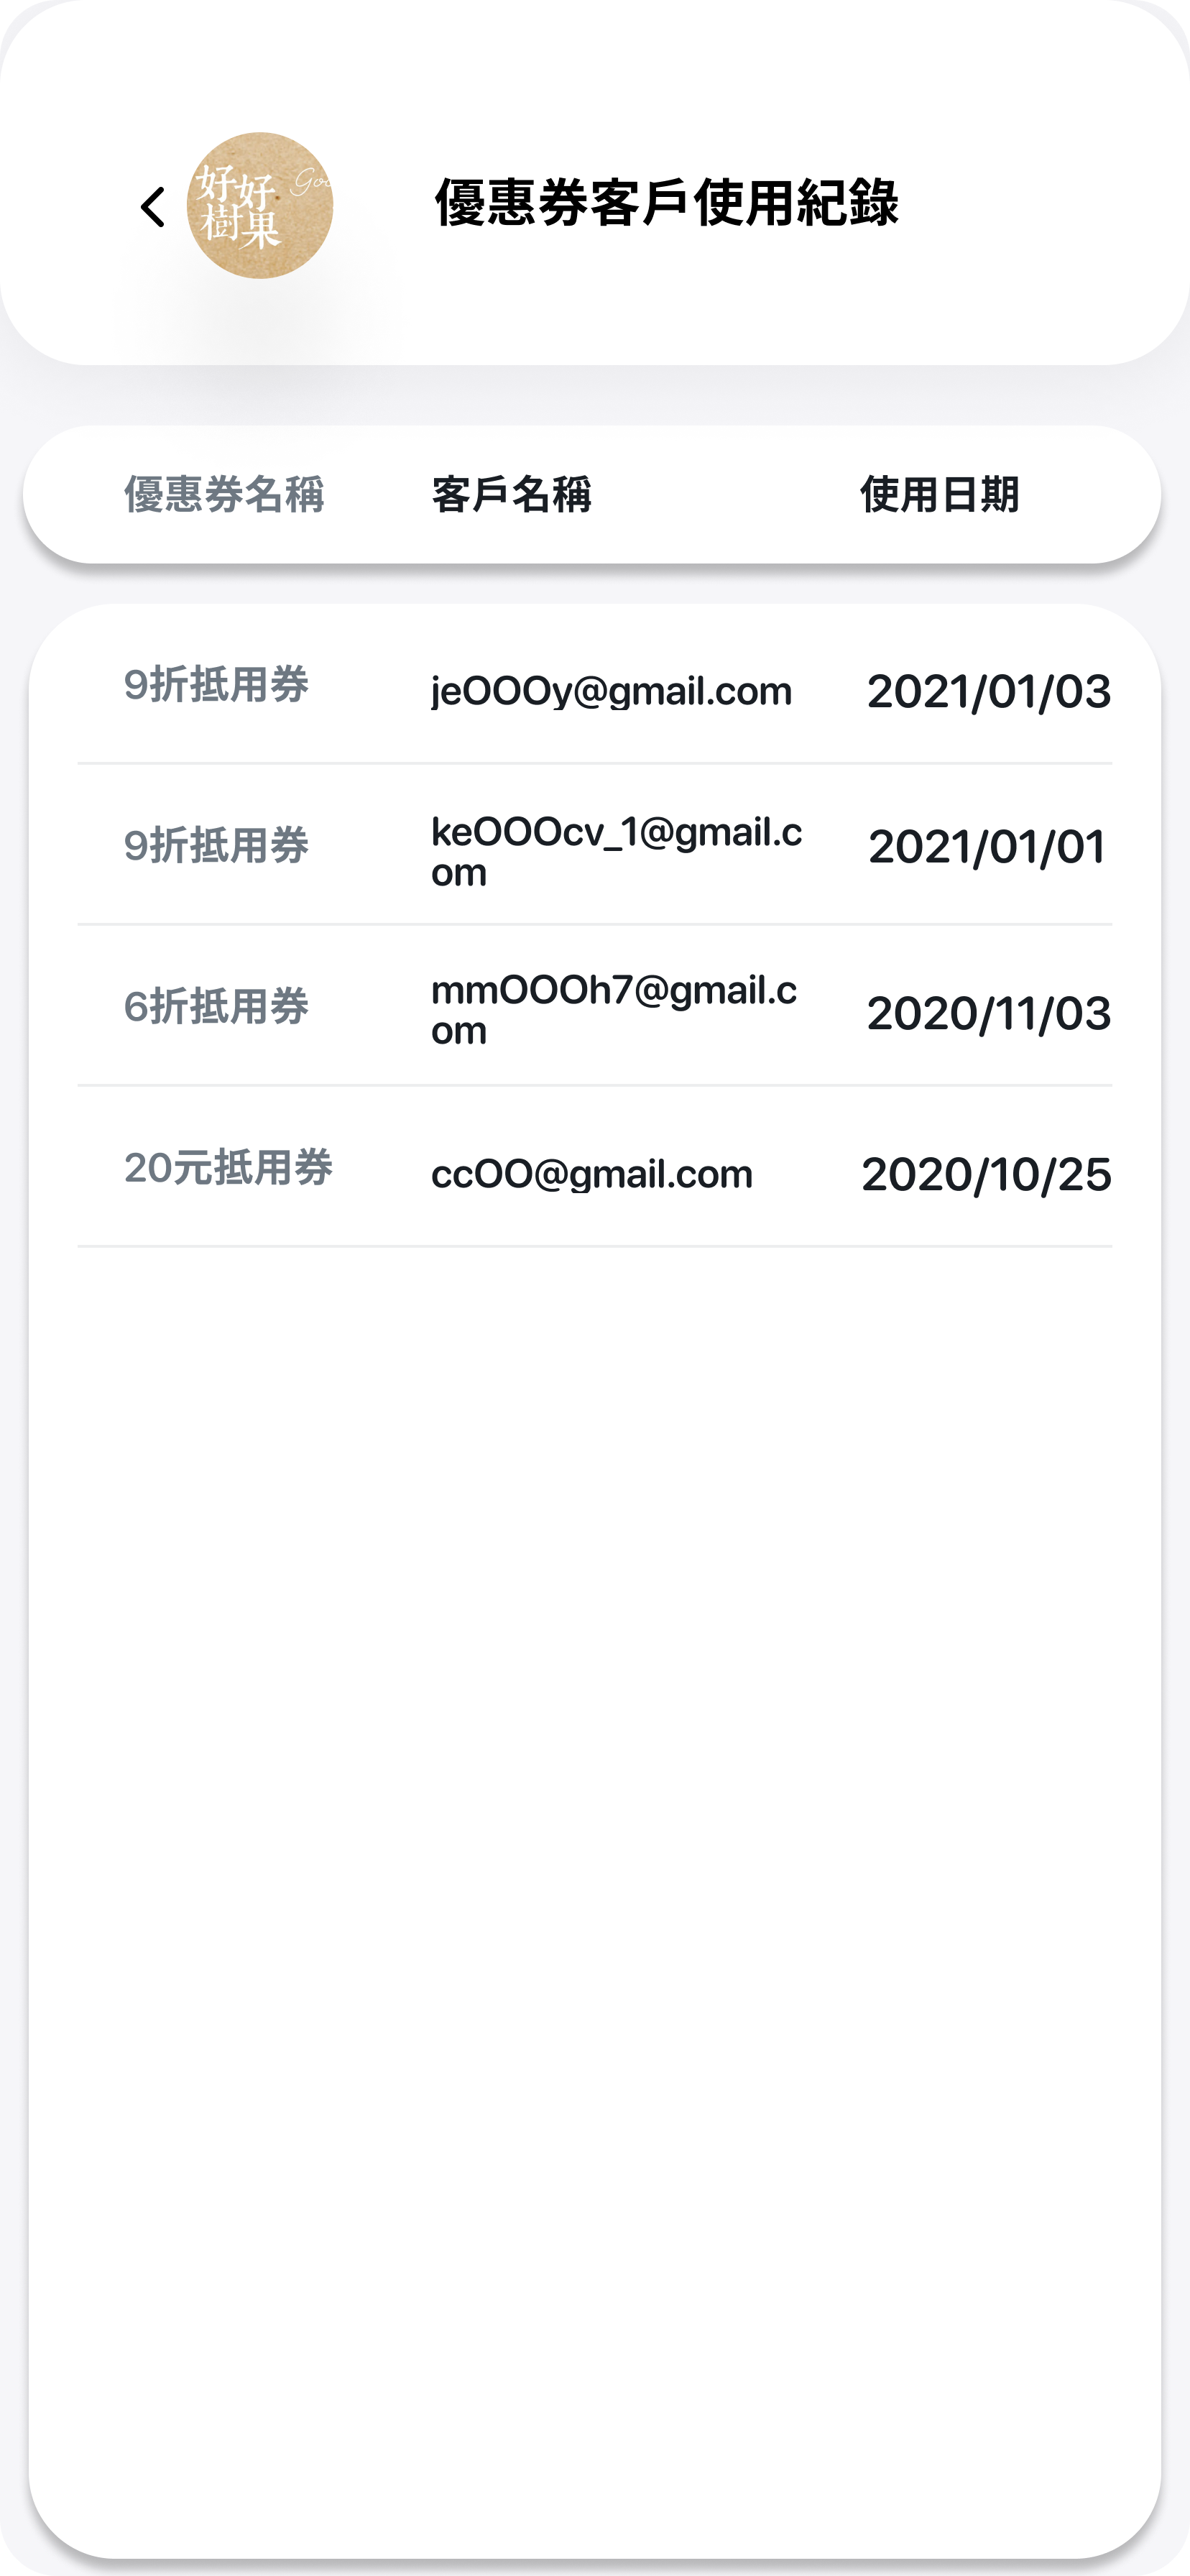 好好 Goo
樹果
優惠券客戶使用紀錄
優惠券名稱 客戶名稱 使用日期
9折抵用券 jeOOOy@gmail.com 2021/01/03
9折抵用券 keOOOcv_1@gmail.c 2021/01/01
om
6折抵用券 mmOOOh7@gmail.c 2020/11/03
om
20元抵用券 ccOO@gmail.com 2020/10/25